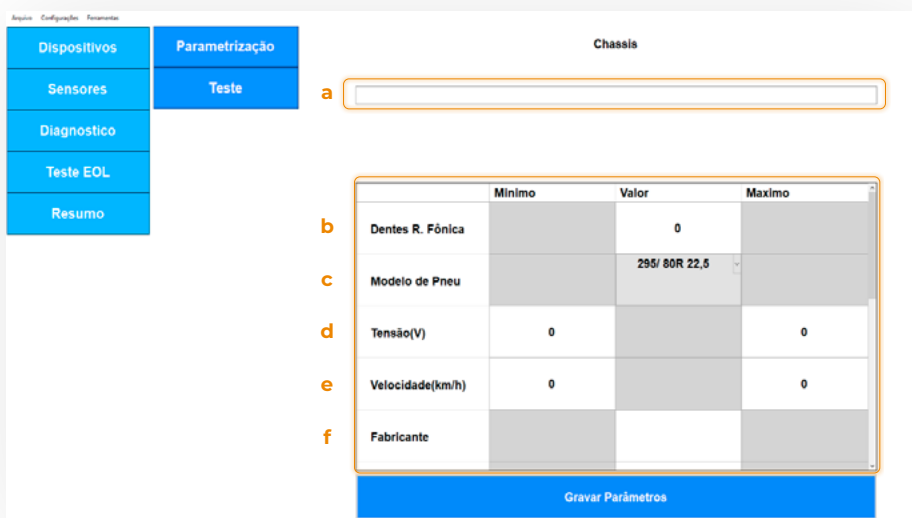 Arquivo Configurações Ferramentas
Dispositivos
Parametrização
Chassis
Sensores
Teste
a
Diagnostico
Teste EOL
Resumo
Minimo Valor Maximo
b Dentes R. Fônica 0
c Modelo de Pneu 295/ 80R 22,5
d Tensão(V) 0 0
e Velocidade(km/h) 0 0
f Fabricante
Gravar Parâmetros